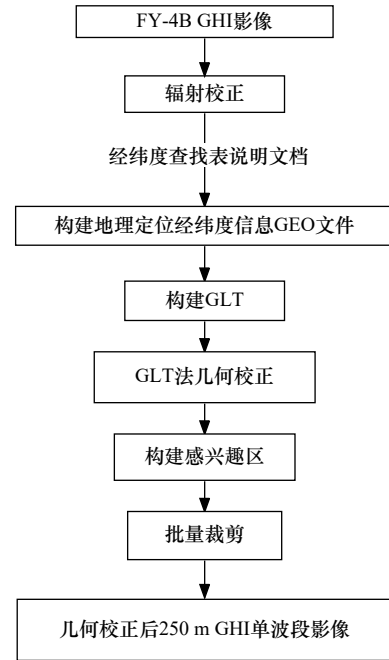 FY-4B GHI影像
辐射校正
经纬度查找表说明文档
构建地理定位经纬度信息GEO文件
构建GLT
GLT法几何校正
构建感兴趣区
批量裁剪
几何校正后250 m GHI单波段影像